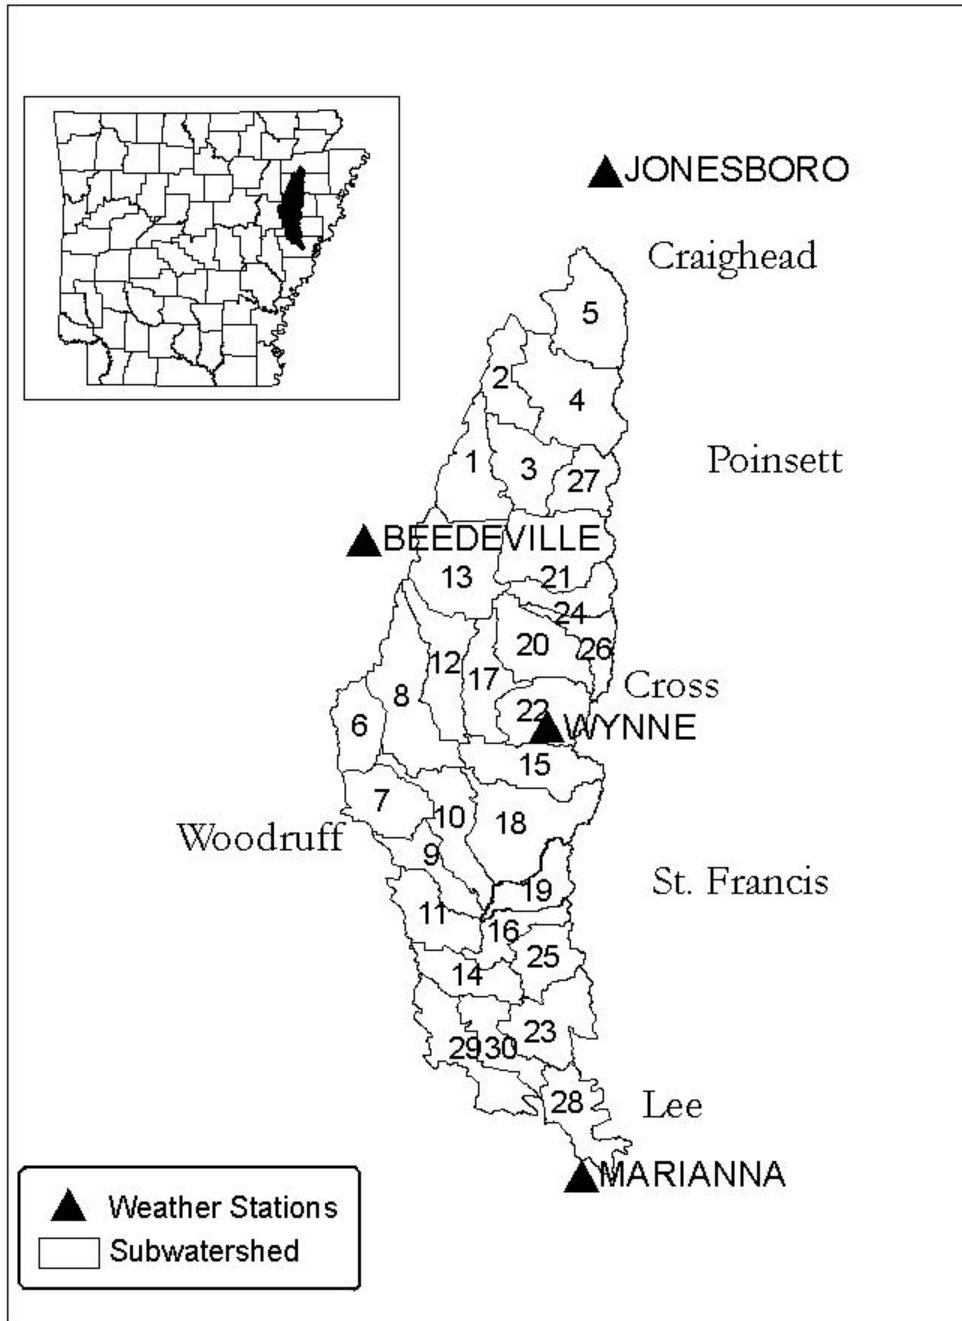 JONESBORO
Craighead
5
2
4
Poinsett
1
3
27
BEEDEVILLE
13
21
24
20
26
12
17
8
Cross
6
22
WYNNE
15
7
10
18
Woodruff
9
St. Francis
19
11
16
25
14
23
29
30
28
Lee
MARIANNA
Weather Stations
Subwatershed